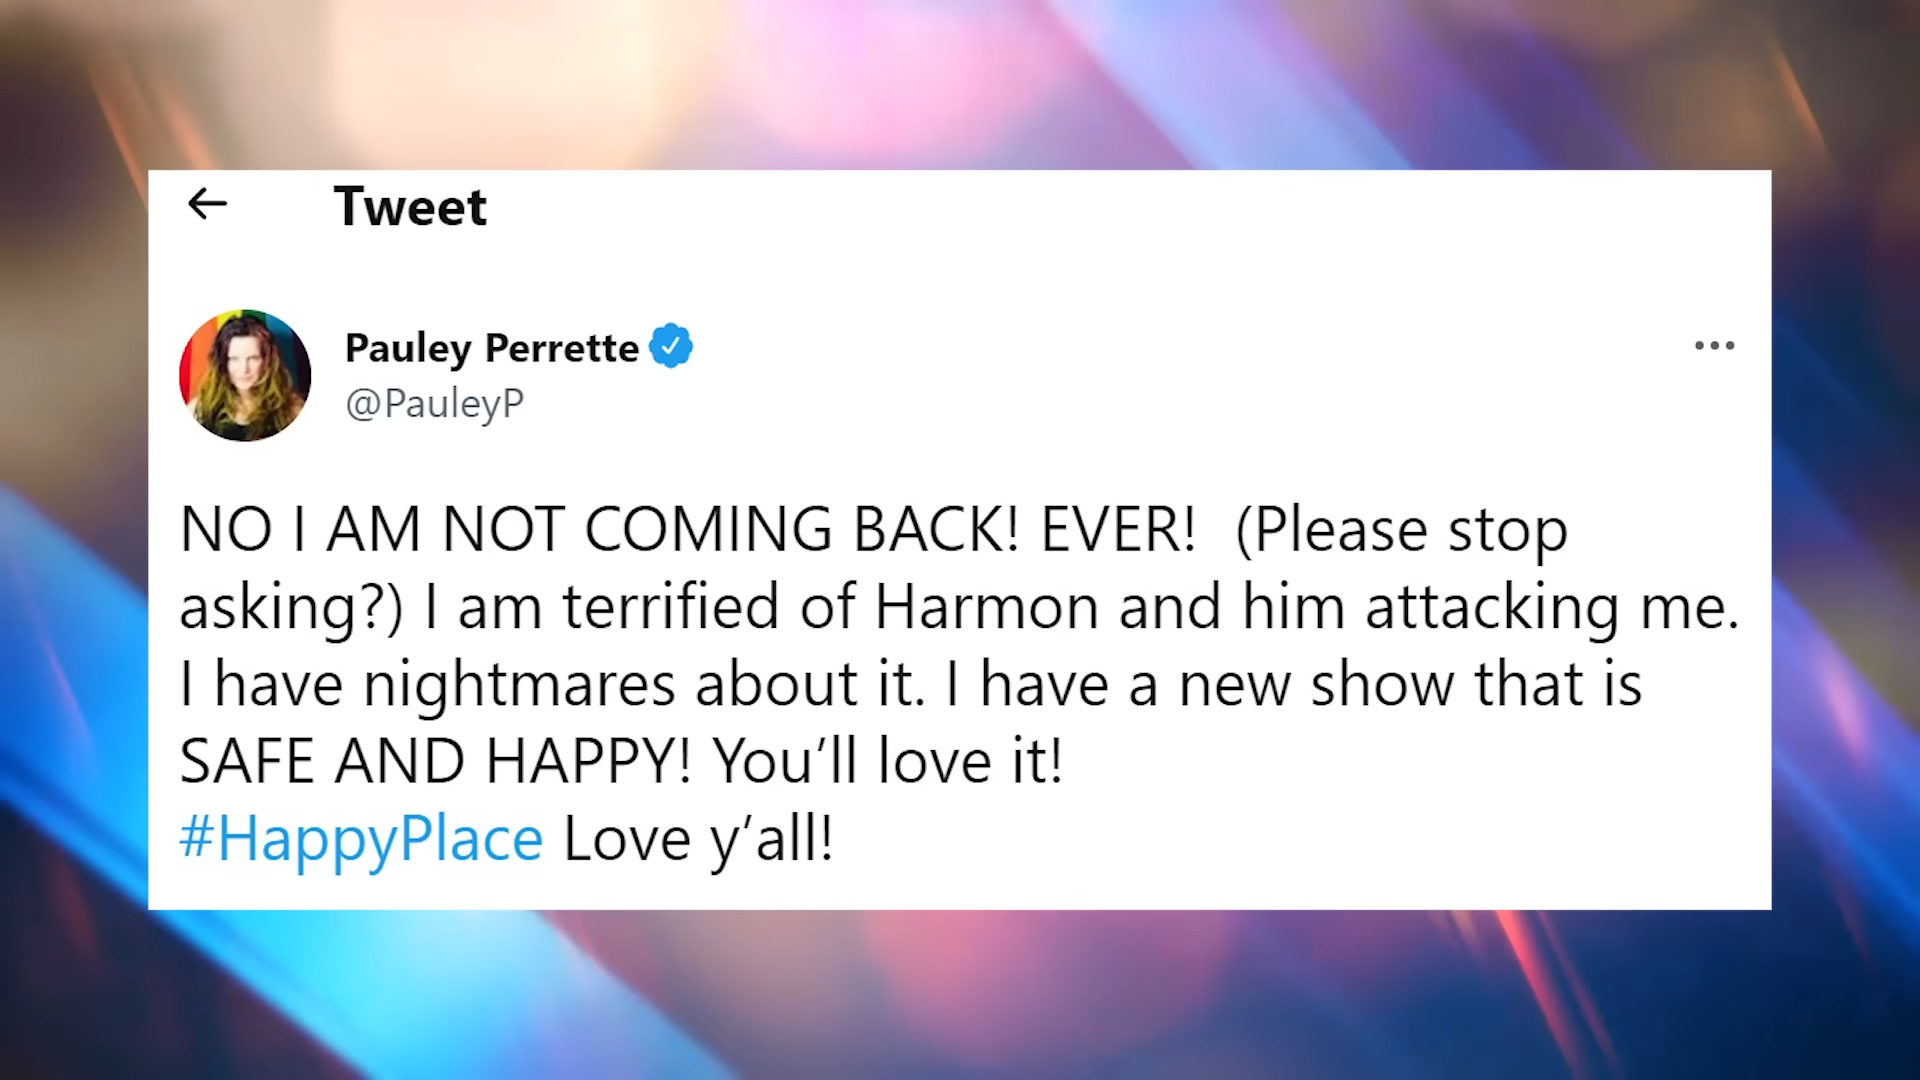 Tweet
Pauley Perrette
@PauleyP
NO I AM NOT COMING BACK! EVER!  (Please stop
asking?) I am terrified of Harmon and him attacking me.
I have nightmares about it. I have a new show that is
SAFE AND HAPPY! You’ll love it!
#HappyPlace Love y’all!